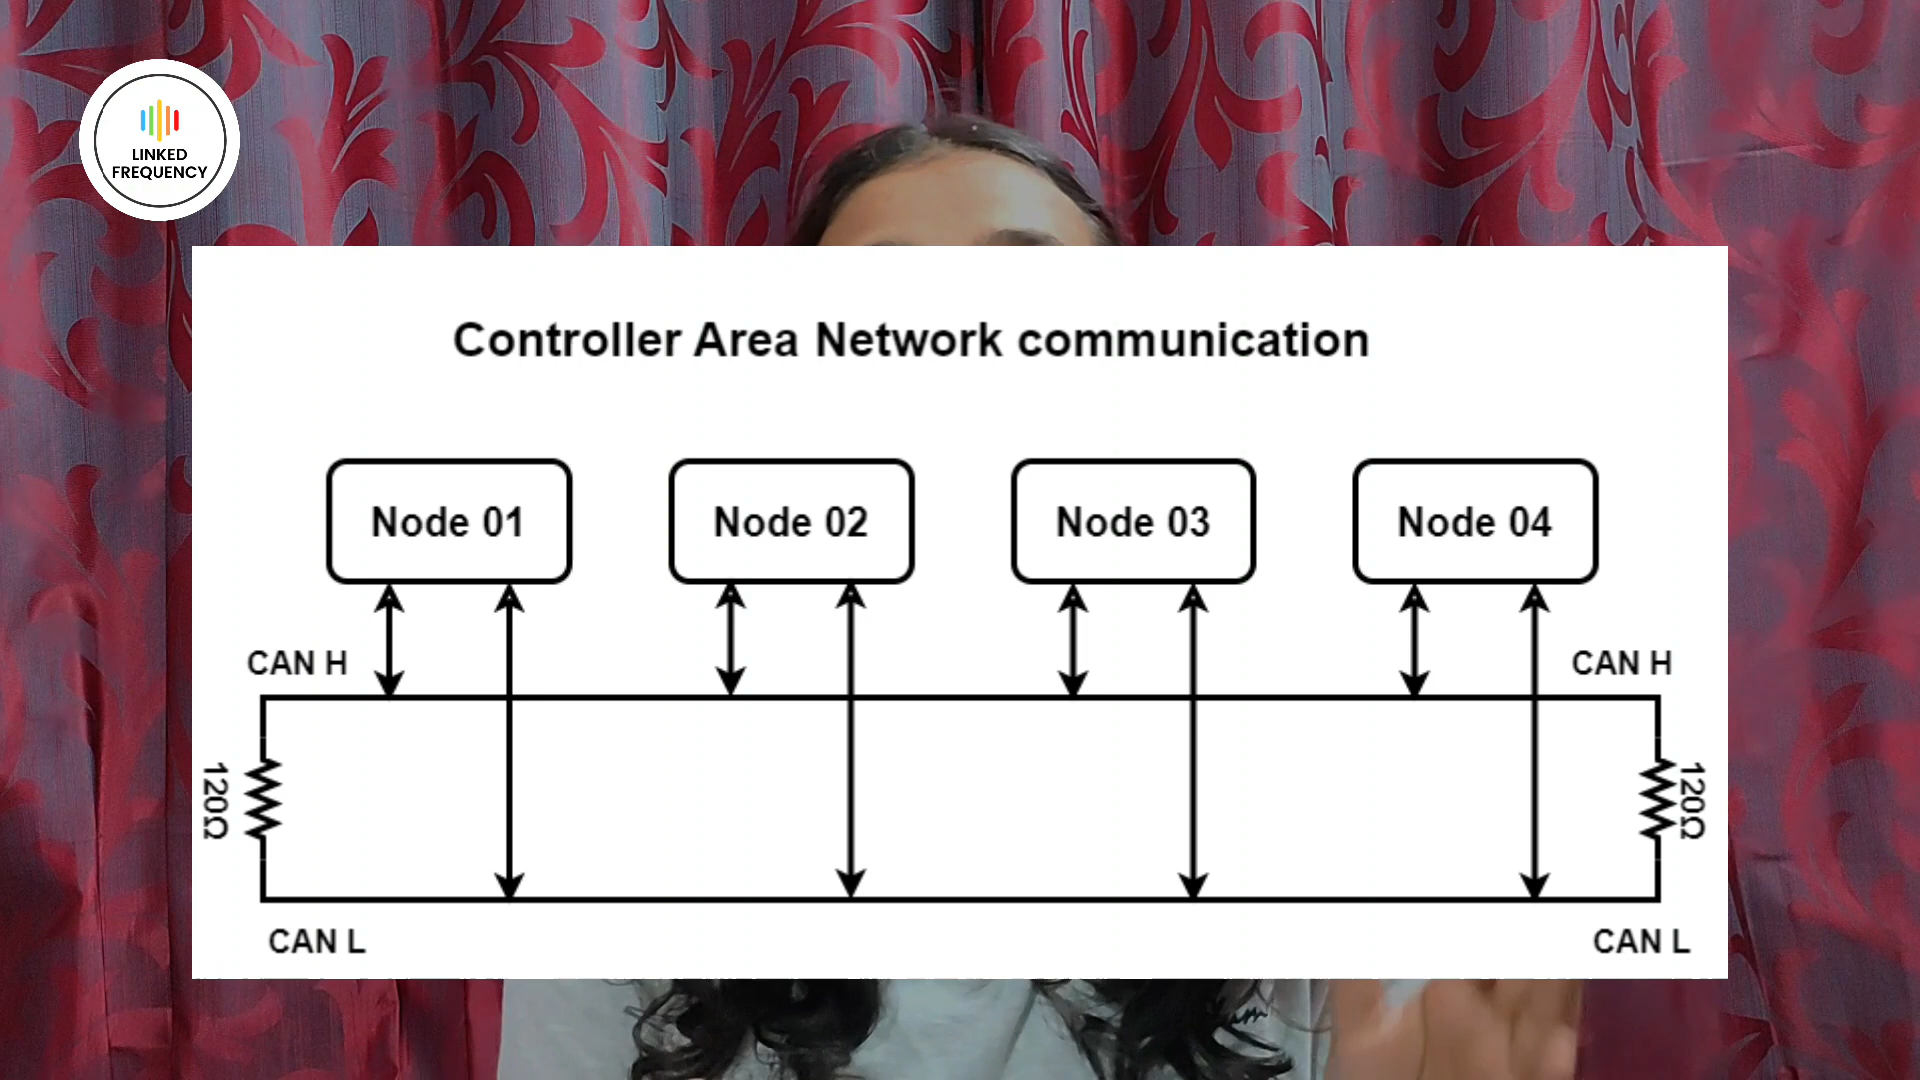 LINKED
FREQUENCY
Controller Area Network communication
Node 01
Node 02
Node 03
Node 04
CAN H
CAN H
120Ω
120Ω
CAN L
CAN L